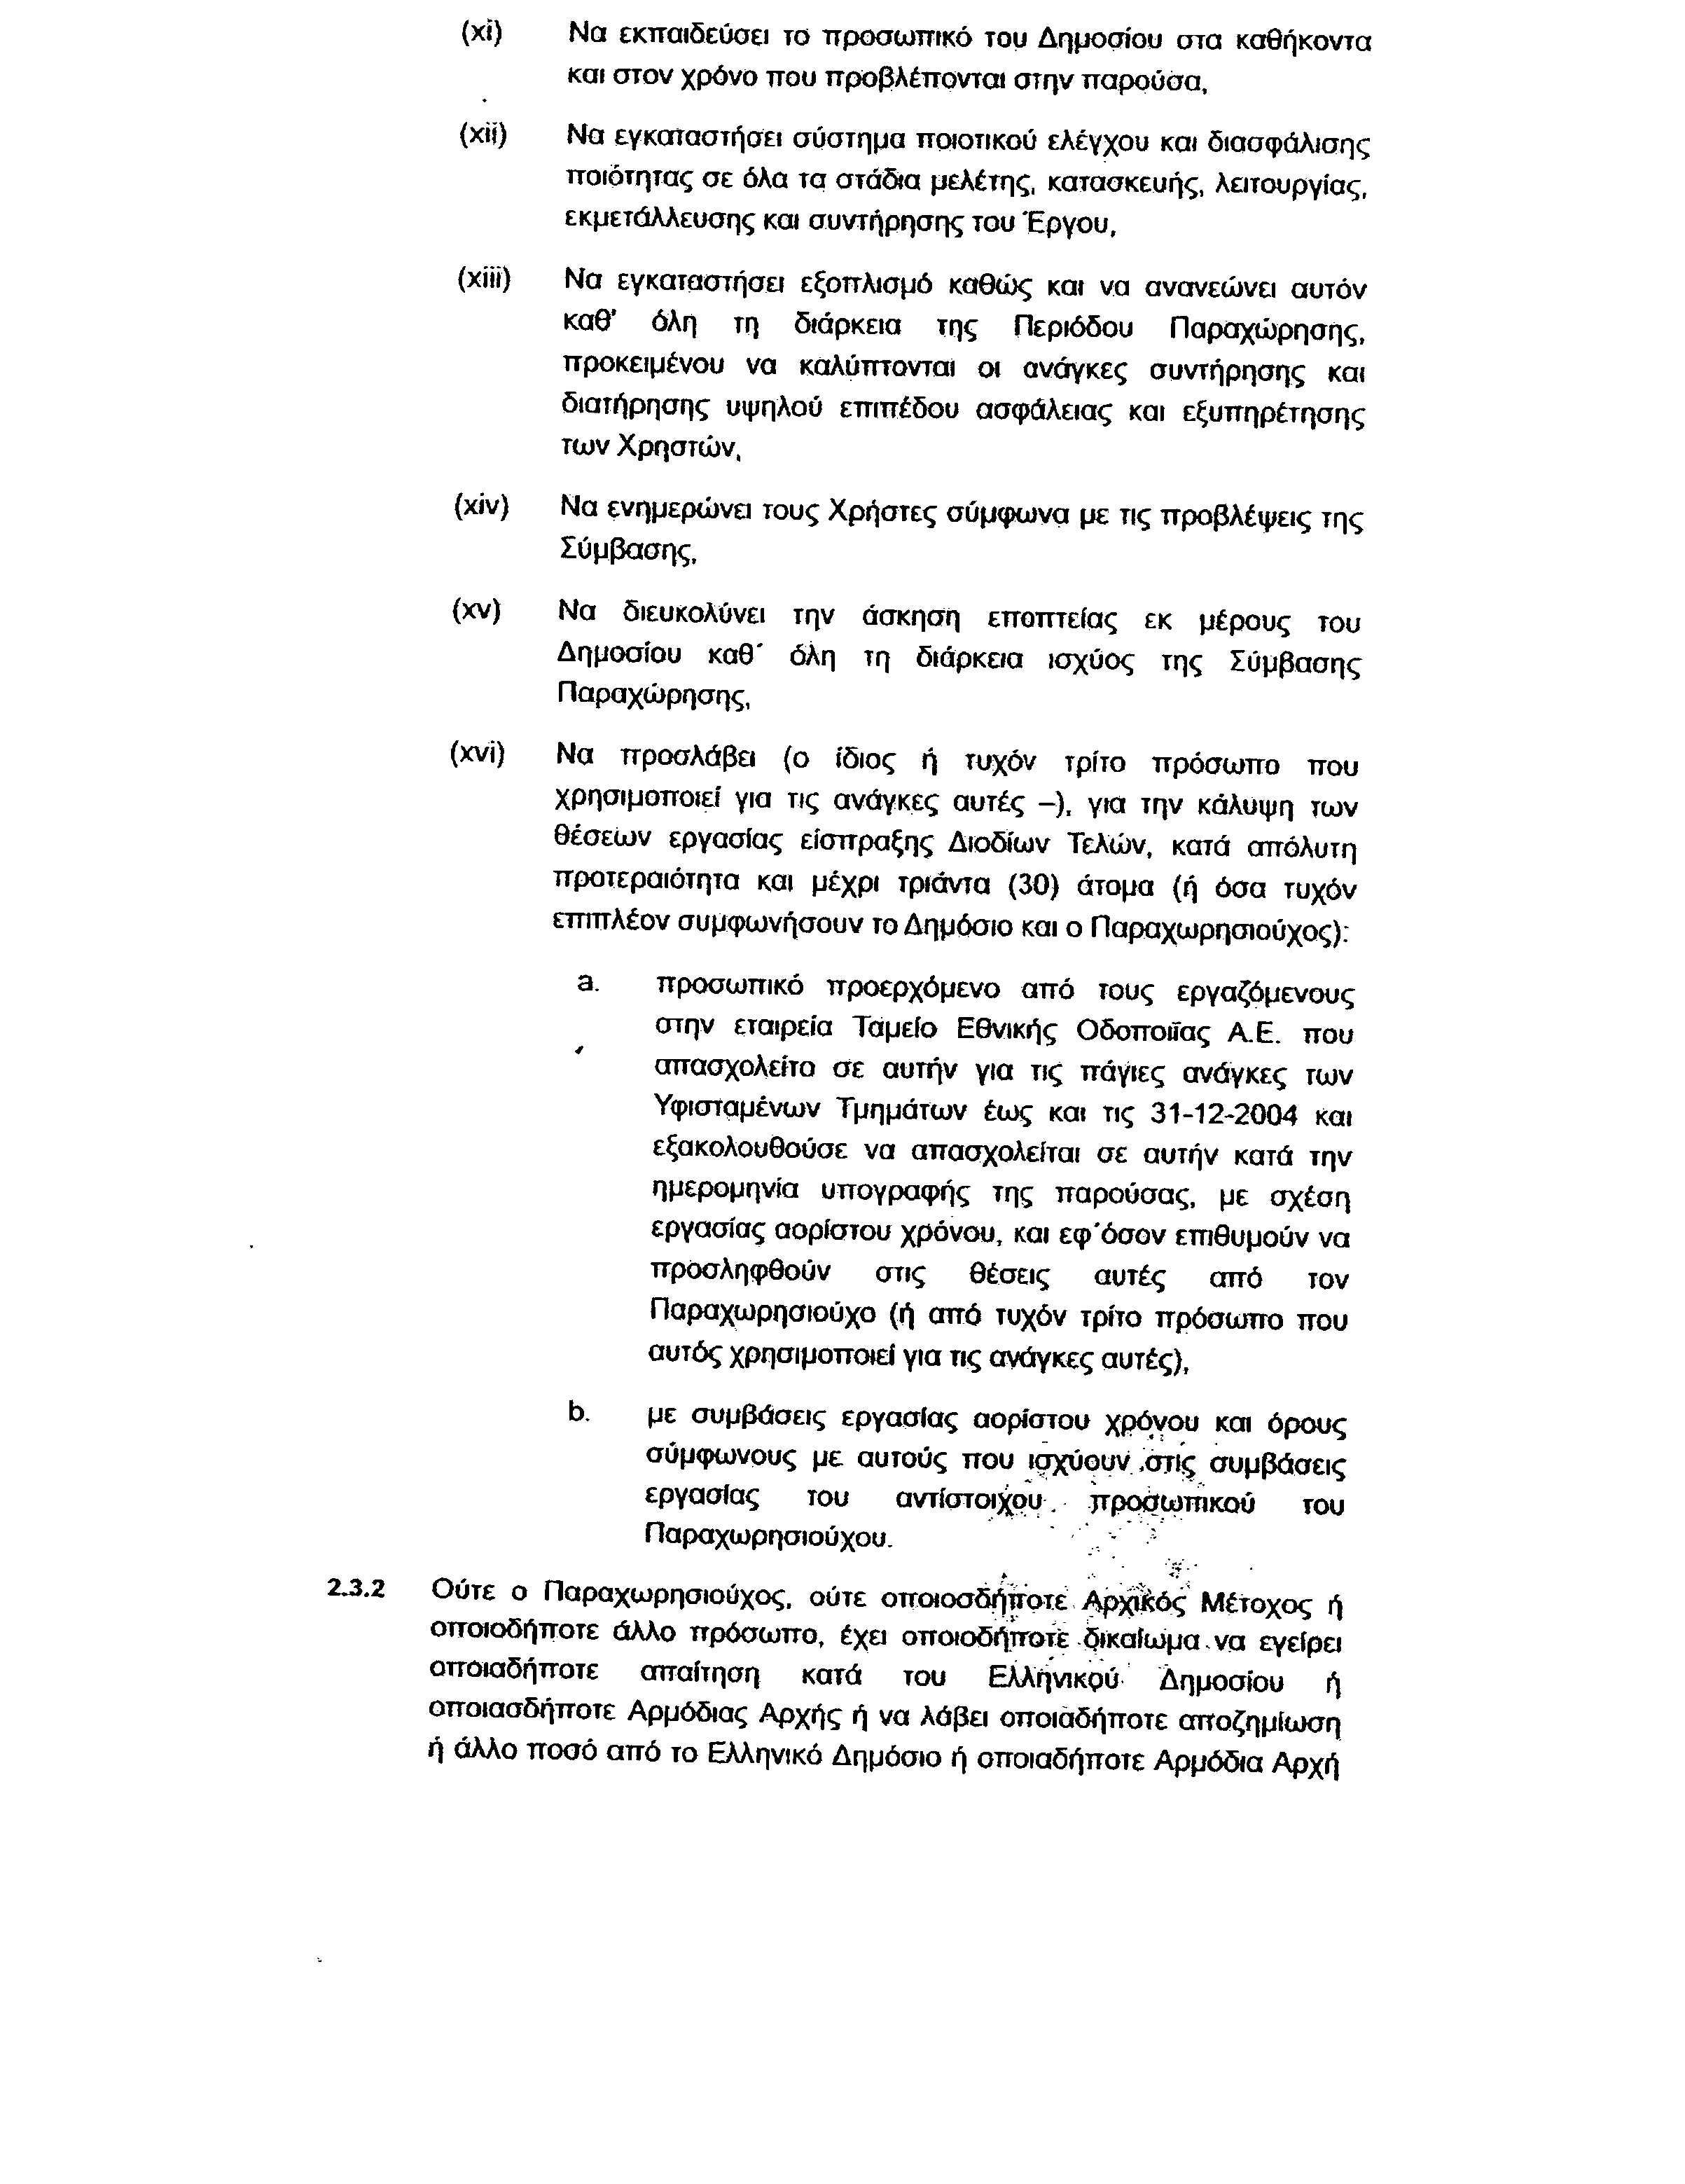 (xi) Να εκπαιδεύσει το προσωπικό του Δημοσίου στα καθήκοντα
και στον χρόνο που προβλέπονται στην παρούσα,
(xii) Να εγκαταστήσει σύστημα ποιοτικού ελέγχου και διασφάλισης
ποιότητας σε όλα τα στάδια μελέτης, κατασκευής, λειτουργίας,
εκμετάλλευσης και συντήρησης του Έργου,
(xiii) Να εγκαταστήσει εξοπλισμό καθώς και να ανανεώνει αυτόν
καθ' όλη τη διάρκεια της Περιόδου Παραχώρησης,
προκειμένου να καλύπτονται οι ανάγκες συντήρησης και
διατήρησης υψηλού επιπέδου ασφάλειας και εξυπηρέτησης
των Χρηστών,
(xiv) Να ενημερώνει τους Χρήστες σύμφωνα με τις προβλέψεις της
Σύμβασης,
(xv) Να διευκολύνει την άσκηση εποπτείας εκ μέρους του
Δημοσίου καθ΄ όλη τη διάρκεια ισχύος της Σύμβασης
Παραχώρησης,
(xvi) Να προσλάβει (ο ίδιος ή τυχόν τρίτο πρόσωπο που
χρησιμοποιεί για τις ανάγκες αυτές –), για την κάλυψη των
θέσεων εργασίας είσπραξης Διοδίων Τελών, κατά απόλυτη
προτεραιότητα και μέχρι τριάντα (30) άτομα (ή όσα τυχόν
επιπλέον συμφωνήσουν το Δημόσιο και ο Παραχωρησιούχος):
a. προσωπικό προερχόμενο από τους εργαζόμενους
στην εταιρεία Ταμείο Εθνικής Οδοποιΐας Α.Ε. που
απασχολείτο σε αυτήν για τις πάγιες ανάγκες των
Υφισταμένων Τμημάτων έως και τις 31-12-2004 και
εξακολουθούσε να απασχολείται σε αυτήν κατά την
ημερομηνία υπογραφής της παρούσας, με σχέση
εργασίας αορίστου χρόνου, και εφ΄όσον επιθυμούν να
προσληφθούν στις θέσεις αυτές από τον
Παραχωρησιούχο (ή από τυχόν τρίτο πρόσωπο που
αυτός χρησιμοποιεί για τις ανάγκες αυτές),
b. με συμβάσεις εργασίας αορίστου χρόνου και όρους
σύμφωνους με αυτούς που ισχύουν στις συμβάσεις
εργασίας του αντίστοιχου προσωπικού του
Παραχωρησιούχου.
2.3.2 Ούτε ο Παραχωρησιούχος, ούτε οποιοσδήποτε Αρχικός Μέτοχος ή
οποιοδήποτε άλλο πρόσωπο, έχει οποιοδήποτε δικαίωμα να εγείρει
οποιαδήποτε απαίτηση κατά του Ελληνικού Δημοσίου ή
οποιασδήποτε Αρμόδιας Αρχής ή να λάβει οποιαδήποτε αποζημίωση
ή άλλο ποσό από το Ελληνικό Δημόσιο ή οποιαδήποτε Αρμόδια Αρχή